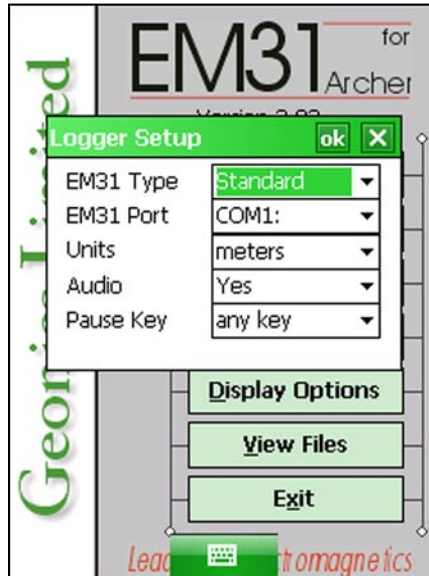 EM31
for
Archer
Logger Setup ok X
EM31 Type Standard
EM31 Port COM1:
Units meters
Audio Yes
Pause Key any key
Display Options
View Files
Exit